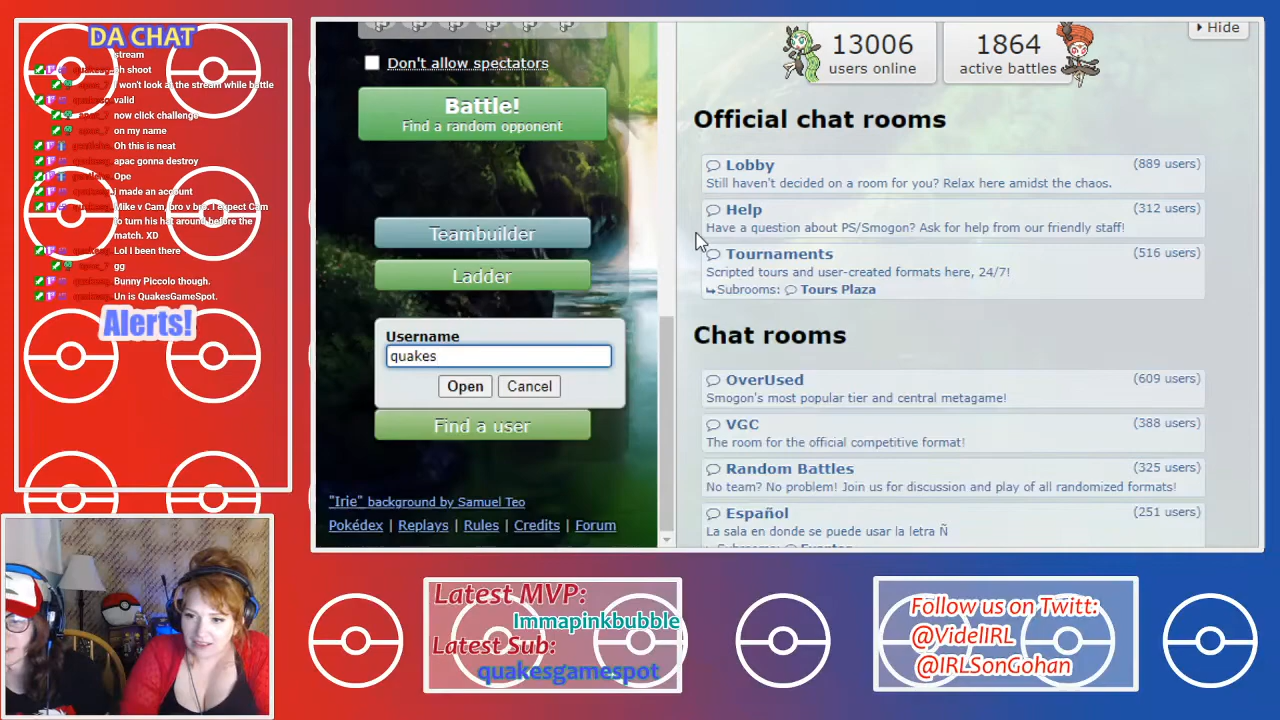 DA CHAT
stream
oh shoot
I won't look at the stream while battle
valid
now click challenge
on my name
Oh this is neat
apac gonna destroy
Ope
j made an account
Mike v Cam, bro v bro. I expect Cam
to turn his hat around before the
match. XD
Lol I been there
gg
Bunny Piccolo though.
Un is QuakesGameSpot.
Alerts!
Don't allow spectators
Battle!
Find a random opponent
Teambuilder
Ladder
Username
quakes
Open Cancel
Find a user
"Irie" background by Samuel Teo
Pokédex | Replays | Rules | Credits | Forum
13006
users online
1864
active battles
Hide
Official chat rooms
Lobby (889 users)
Still haven't decided on a room for you? Relax here amidst the chaos.
Help (312 users)
Have a question about PS/Smogon? Ask for help from our friendly staff!
Tournaments (516 users)
Scripted tours and user-created formats here, 24/7!
Subrooms: Tours Plaza
Chat rooms
OverUsed (609 users)
Smogon's most popular tier and central metagame!
VGC (388 users)
The room for the official competitive format!
Random Battles (325 users)
No team? No problem! Join us for discussion and play of all randomized formats!
Español (251 users)
La sala en donde se puede usar la letra Ñ
Latest MVP:
Immapinkbubble
Latest Sub:
quakesgamespot
Follow us on Twitt:
@VidelIRL
@IRLSonGohan